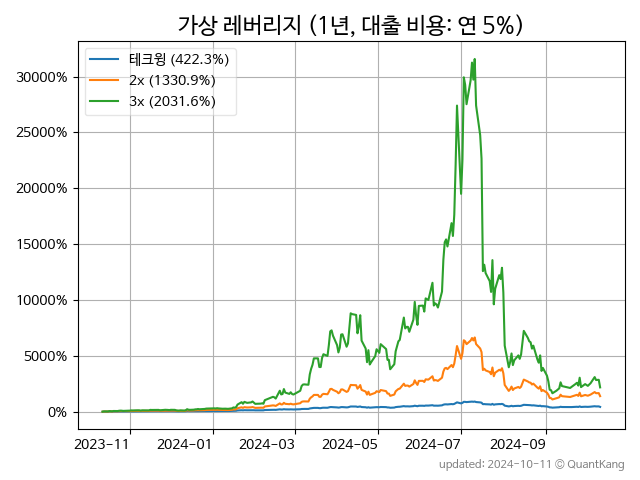 가상 레버리지 (1년, 대출 비용: 연 5%)
테크윙 (422.3%)
2x (1330.9%)
3x (2031.6%)
30000%
25000%
20000%
15000%
10000%
5000%
0%
2023-11 2024-01 2024-03 2024-05 2024-07 2024-09
updated: 2024-10-11 © QuantKang